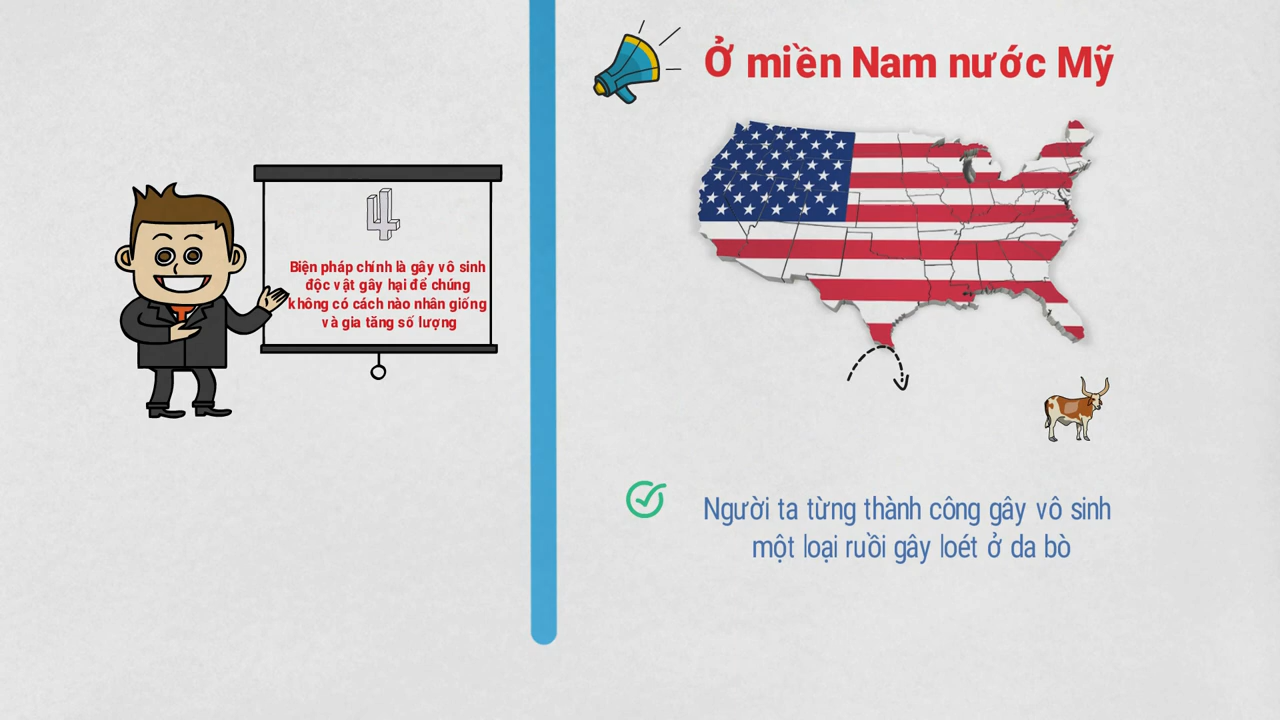 4
Biện pháp chính là gây vô sinh
độc vật gây hại để chúng
không có cách nào nhân giống
và gia tăng số lượng
Ở miền Nam nước Mỹ
Người ta từng thành công gây vô sinh
một loại ruồi gây loét ở da bò